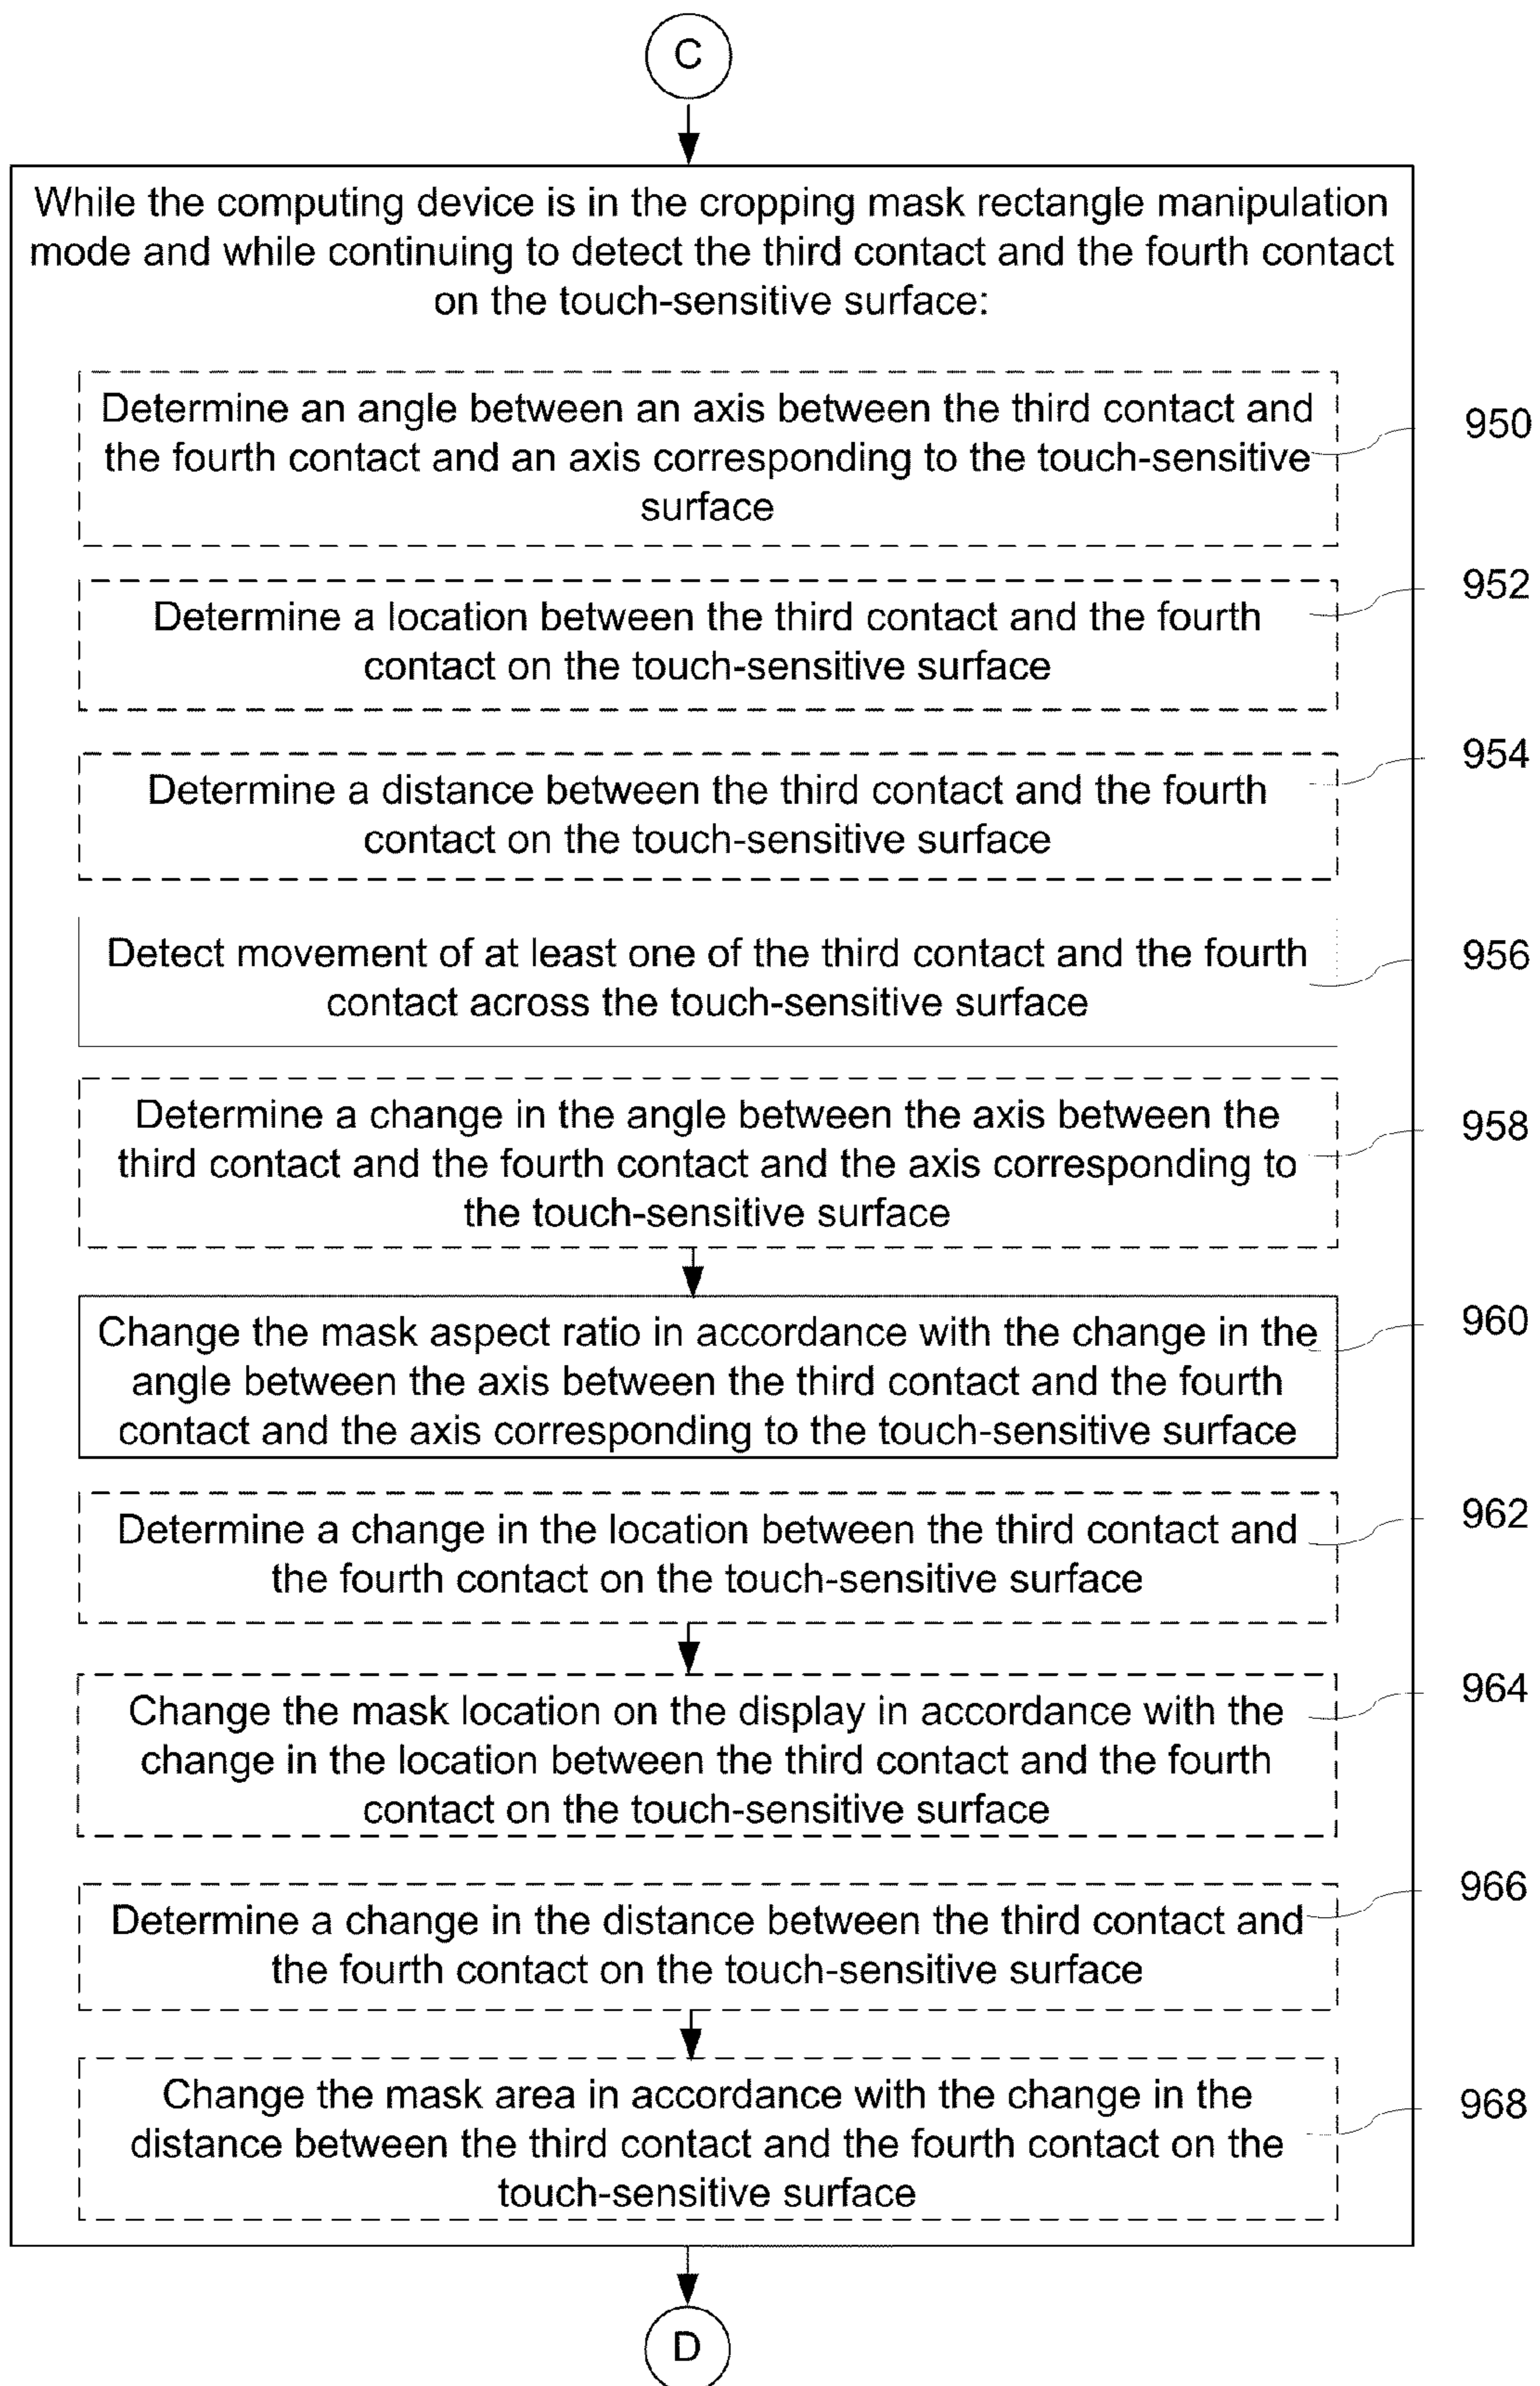 C
While the computing device is in the cropping mask rectangle manipulation
mode and while continuing to detect the third contact and the fourth contact
on the touch-sensitive surface:
Determine an angle between an axis between the third contact and
the fourth contact and an axis corresponding to the touch-sensitive
surface
950
Determine a location between the third contact and the fourth
contact on the touch-sensitive surface
952
Determine a distance between the third contact and the fourth
contact on the touch-sensitive surface
954
Detect movement of at least one of the third contact and the fourth
contact across the touch-sensitive surface
956
Determine a change in the angle between the axis between the
third contact and the fourth contact and the axis corresponding to
the touch-sensitive surface
958
Change the mask aspect ratio in accordance with the change in the
angle between the axis between the third contact and the fourth
contact and the axis corresponding to the touch-sensitive surface
960
Determine a change in the location between the third contact and
the fourth contact on the touch-sensitive surface
962
Change the mask location on the display in accordance with the
change in the location between the third contact and the fourth
contact on the touch-sensitive surface
964
Determine a change in the distance between the third contact and
the fourth contact on the touch-sensitive surface
966
Change the mask area in accordance with the change in the
distance between the third contact and the fourth contact on the
touch-sensitive surface
968
D